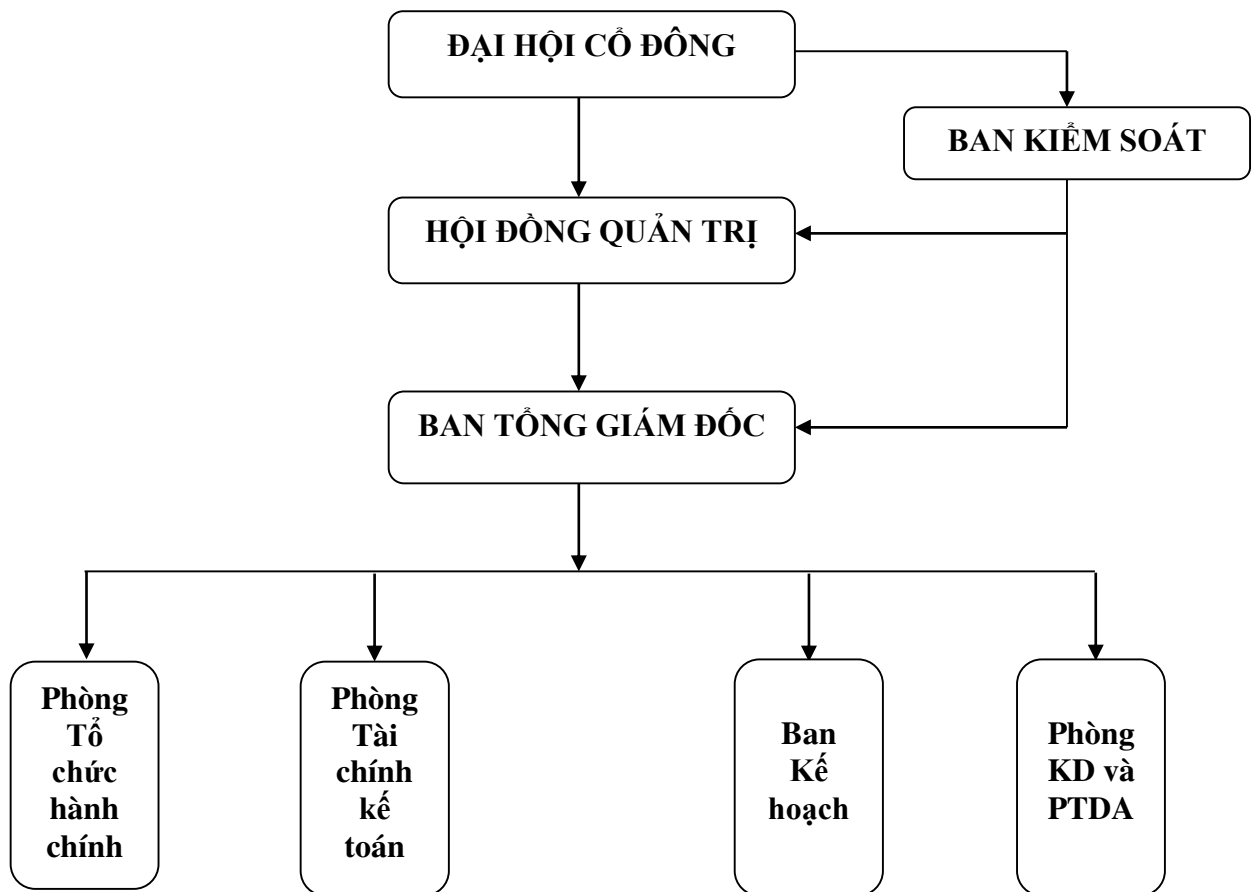 ĐẠI HỘI CỔ ĐÔNG
BAN KIỂM SOÁT
HỘI ĐỒNG QUẢN TRỊ
BAN TỔNG GIÁM ĐỐC
Phòng
Tổ
chức
hành
chính
Phòng
Tài
chính
kế
toán
Ban
Kế
hoạch
Phòng
KD và
PTDA